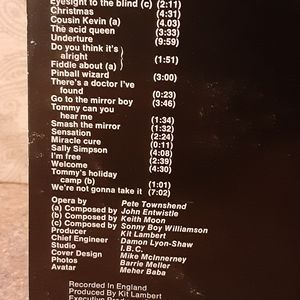 Eyesight to the blind (c) (2:11)
Christmas (4:31)
Cousin Kevin (a) (4.03)
The acid queen (3:33)
Underture (9:59)
Do you think it's
alright
Fiddle about (a) (1:51)
Pinball wizard (3:00)
There's a doctor I've
found (0:23)
Go to the mirror boy (3:46)
Tommy can you
hear me (1:34)
Smash the mirror (1:32)
Sensation (2:24)
Miracle cure (0:11)
Sally Simpson (4:08)
I'm free (2:39)
Welcome (4:30)
Tommy's holiday
camp (b) (1:01)
We're not gonna take it (7:02)
Opera by Pete Townshend
(a) Composed by John Entwistle
(b) Composed by Keith Moon
(c) Composed by Sonny Boy Williamson
Producer Kit Lambert
Chief Engineer Damon Lyon-Shaw
Studio I.B.C.
Cover Design Mike McInnerney
Photos Barrie Meller
Avatar Meher Baba
Recorded In England
Produced By Kit Lambert
Executive Produ